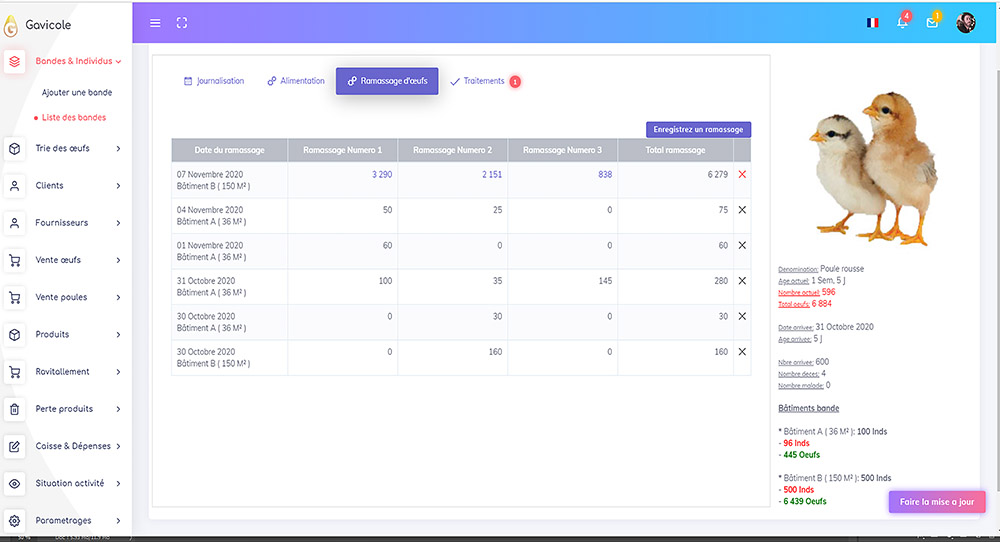 Gavicole
4
1
Bandes & Individus
Ajouter une bande
Liste des bandes
Trie des œufs
Clients
Fournisseurs
Vente œufs
Vente poules
Produits
Ravitallement
Perte produits
Caisse & Dépenses
Situation activité
Parametrages
Journalisation
Alimentation
Ramassage d'œufs
Traitements 1
Enregistrez un ramassage
Date du ramassage Ramassage Numero 1 Ramassage Numero 2 Ramassage Numero 3 Total ramassage
07 Novembre 2020
Bâtiment B ( 150 M² )
3 290 2 151 838 6 279
04 Novembre 2020
Bâtiment A ( 36 M² )
50 25 0 75
01 Novembre 2020
Bâtiment A ( 36 M² )
60 0 0 60
31 Octobre 2020
Bâtiment A ( 36 M² )
100 35 145 280
30 Octobre 2020
Bâtiment A ( 36 M² )
0 30 0 30
30 Octobre 2020
Bâtiment B ( 150 M² )
0 160 0 160
Denomination: Poule rousse
Age actuel: 1 Sem, 5 J
Nombre actuel: 596
Total oeufs: 6 884
Date arrivee: 31 Octobre 2020
Age arrivee: 5 J
Nbre arrivee: 600
Nombre deces: 4
Nombre malade: 0
Bâtiments bande
* Bâtiment A ( 36 M² ): 100 Inds
- 96 Inds
- 445 Oeufs
* Bâtiment B ( 150 M² ): 500 Inds
- 500 Inds
- 6 439 Oeufs
Faire la mise a jour